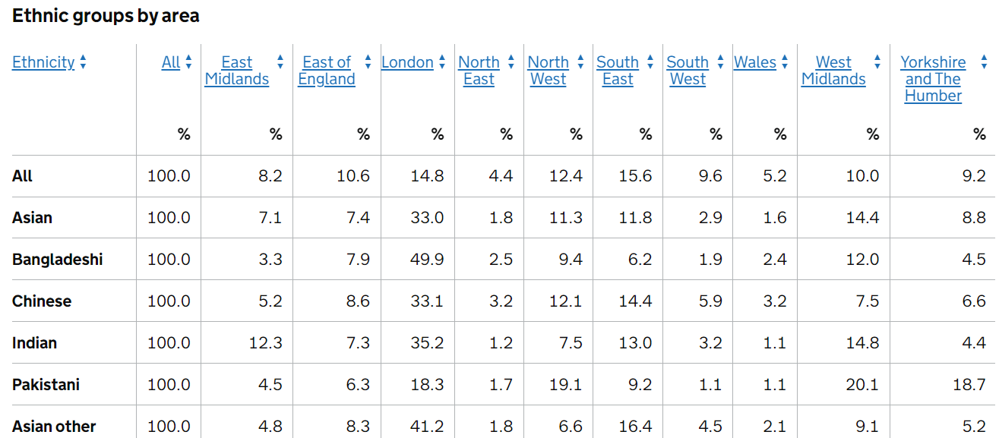 Ethnic groups by area
Ethnicity All East Midlands East of England London North East North West South East South West Wales West Midlands Yorkshire and The Humber
% % % % % % % % % % %
All 100.0 8.2 10.6 14.8 4.4 12.4 15.6 9.6 5.2 10.0 9.2
Asian 100.0 7.1 7.4 33.0 1.8 11.3 11.8 2.9 1.6 14.4 8.8
Bangladeshi 100.0 3.3 7.9 49.9 2.5 9.4 6.2 1.9 2.4 12.0 4.5
Chinese 100.0 5.2 8.6 33.1 3.2 12.1 14.4 5.9 3.2 7.5 6.6
Indian 100.0 12.3 7.3 35.2 1.2 7.5 13.0 3.2 1.1 14.8 4.4
Pakistani 100.0 4.5 6.3 18.3 1.7 19.1 9.2 1.1 1.1 20.1 18.7
Asian other 100.0 4.8 8.3 41.2 1.8 6.6 16.4 4.5 2.1 9.1 5.2